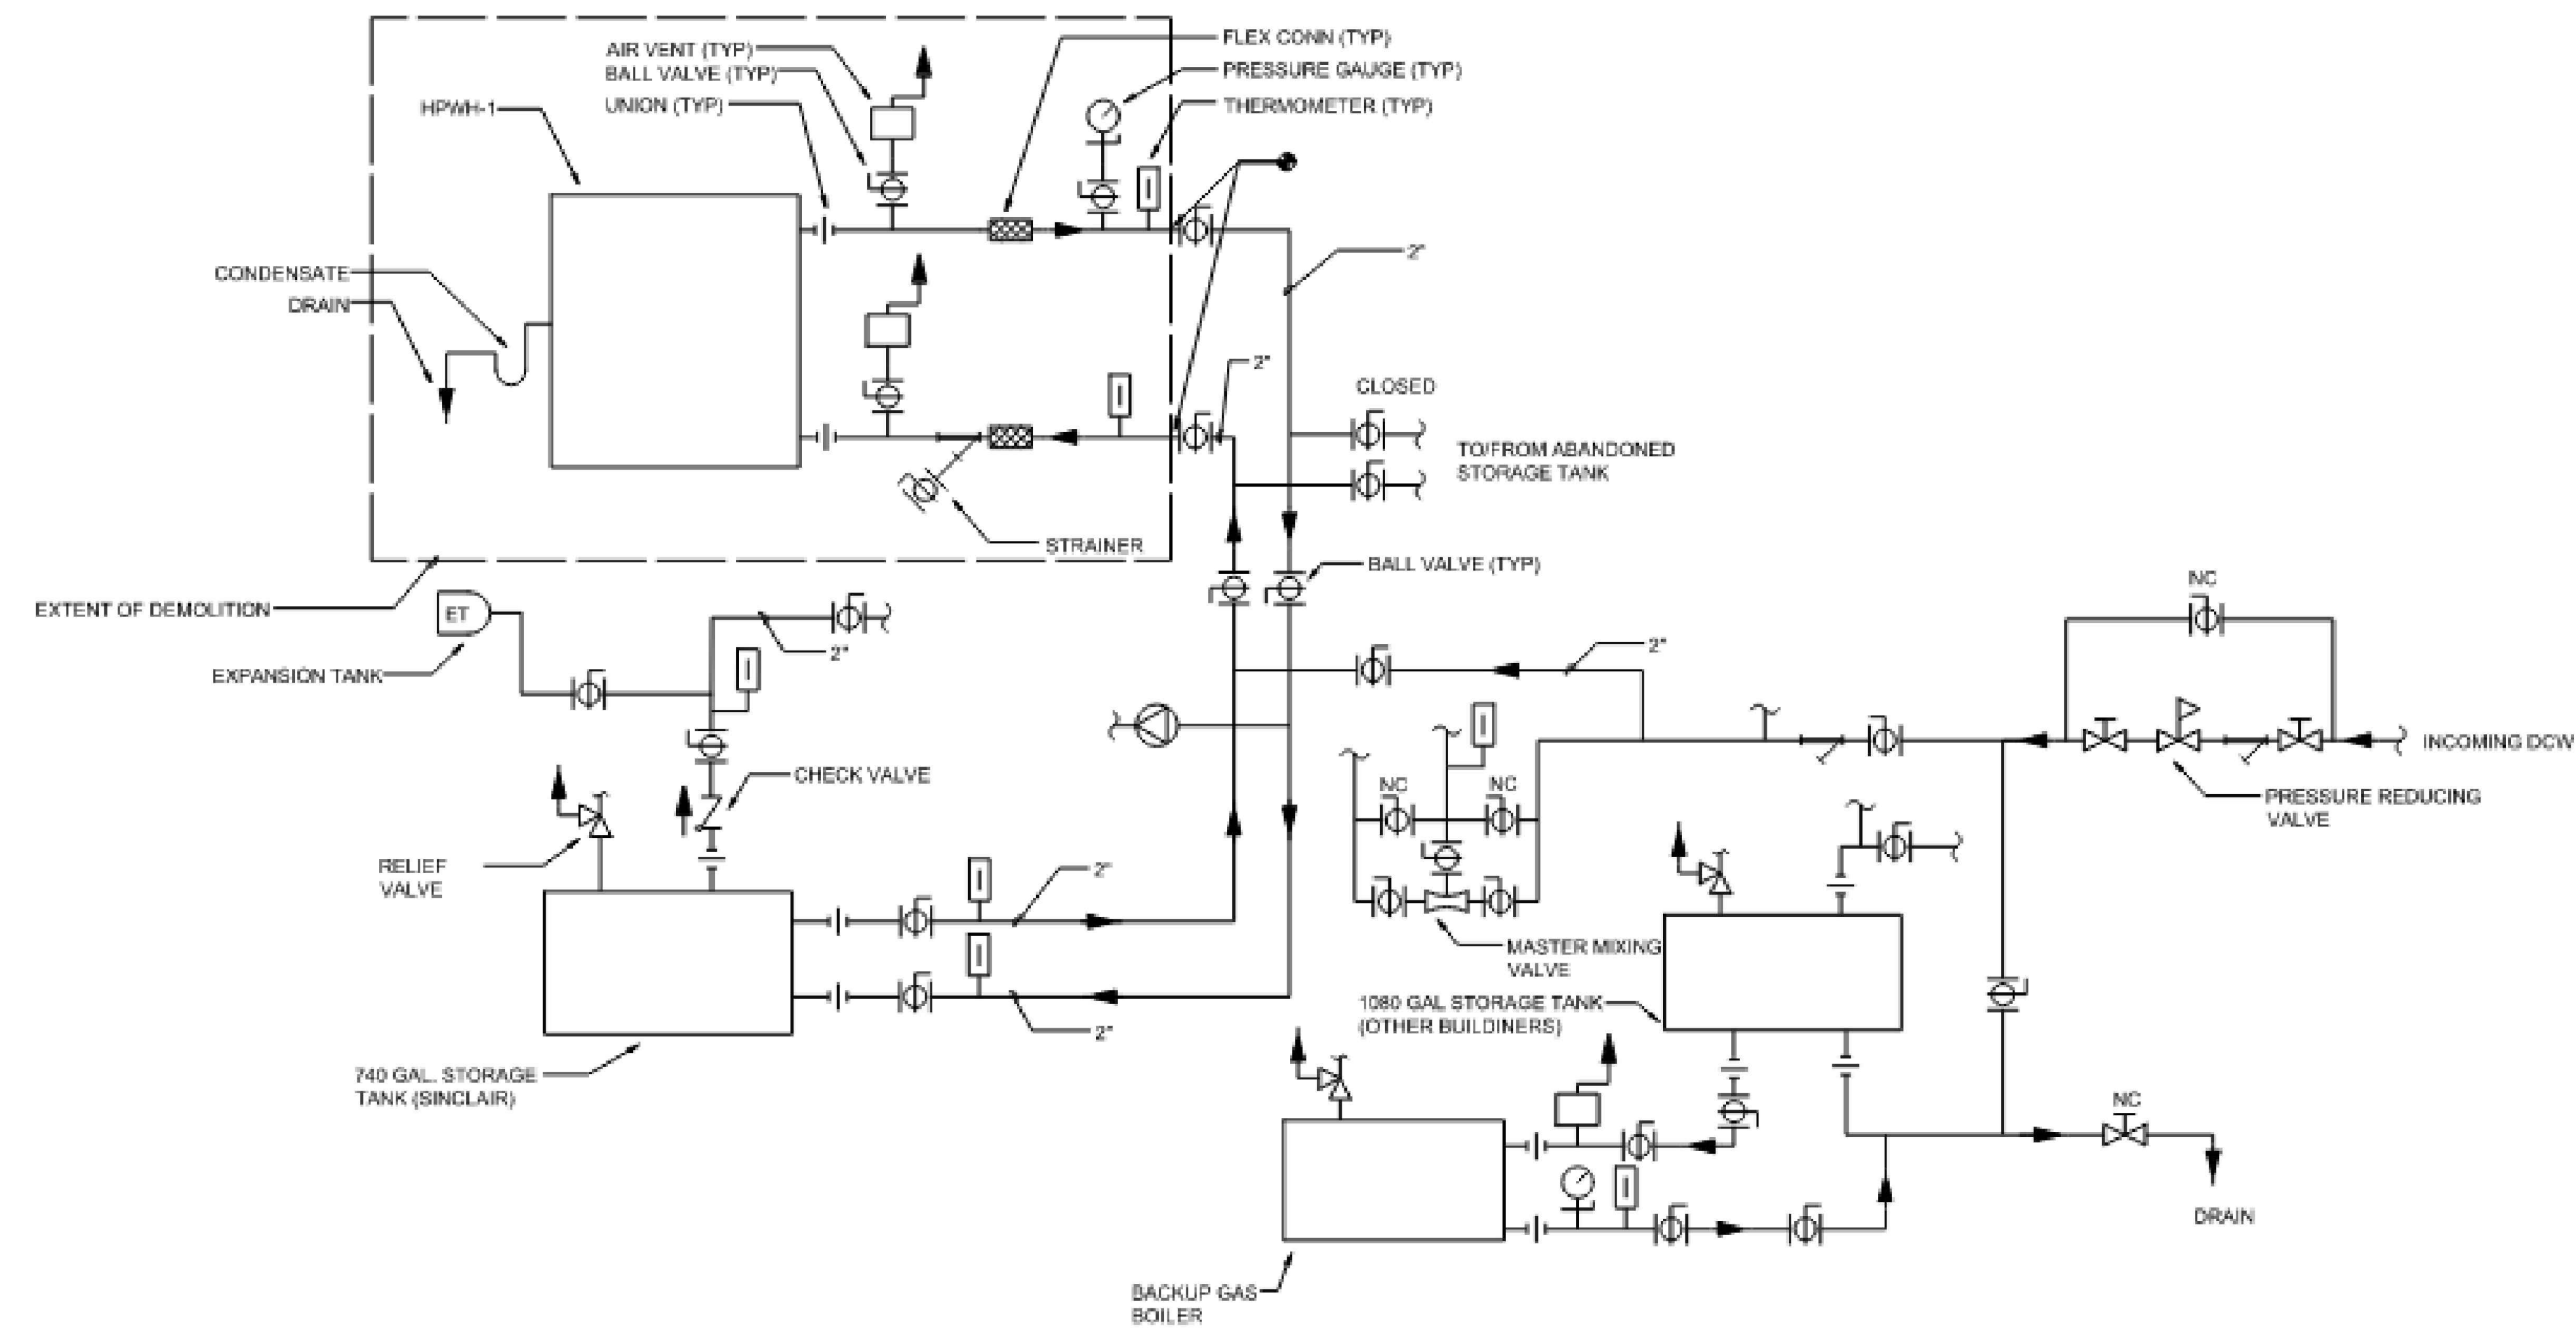 AIR VENT (TYP)
BALL VALVE (TYP)
UNION (TYP)
HPWH-1
FLEX CONN (TYP)
PRESSURE GAUGE (TYP)
THERMOMETER (TYP)
2"
CONDENSATE
DRAIN
2"
CLOSED
TO/FROM ABANDONED
STORAGE TANK
STRAINER
BALL VALVE (TYP)
EXTENT OF DEMOLITION
ET
EXPANSION TANK
2"
2"
NC
INCOMING DCW
PRESSURE REDUCING
VALVE
CHECK VALVE
NC
NC
RELIEF
VALVE
2"
MASTER MIXING
VALVE
1080 GAL STORAGE TANK
(OTHER BUILDINERS)
2"
740 GAL. STORAGE
TANK (SINCLAIR)
NC
DRAIN
BACKUP GAS
BOILER